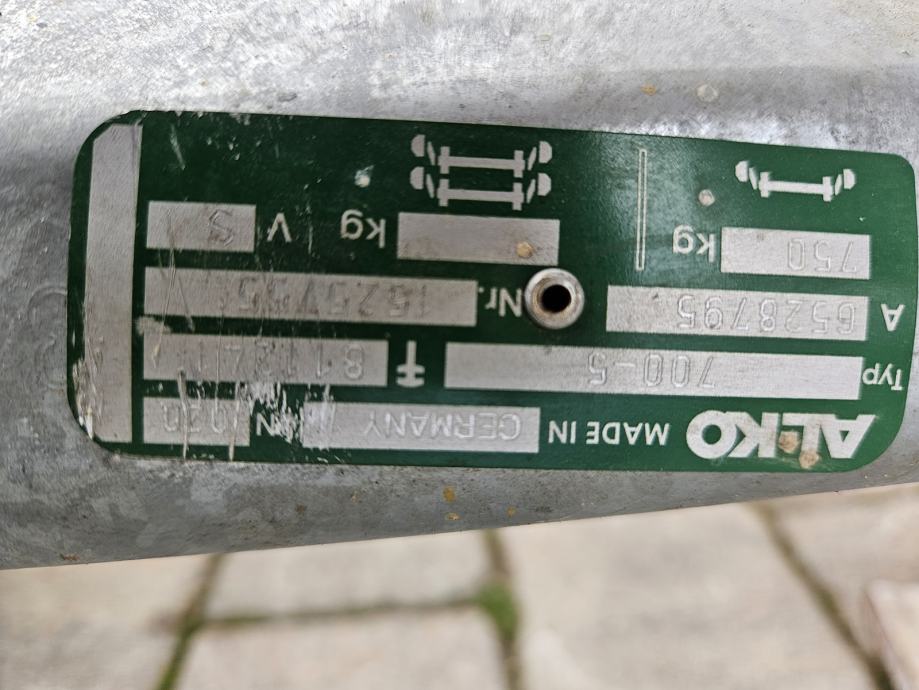 AL-KO MADE IN GERMANY
Typ 700-5
A 6528795 Nr.
750 kg kg V S